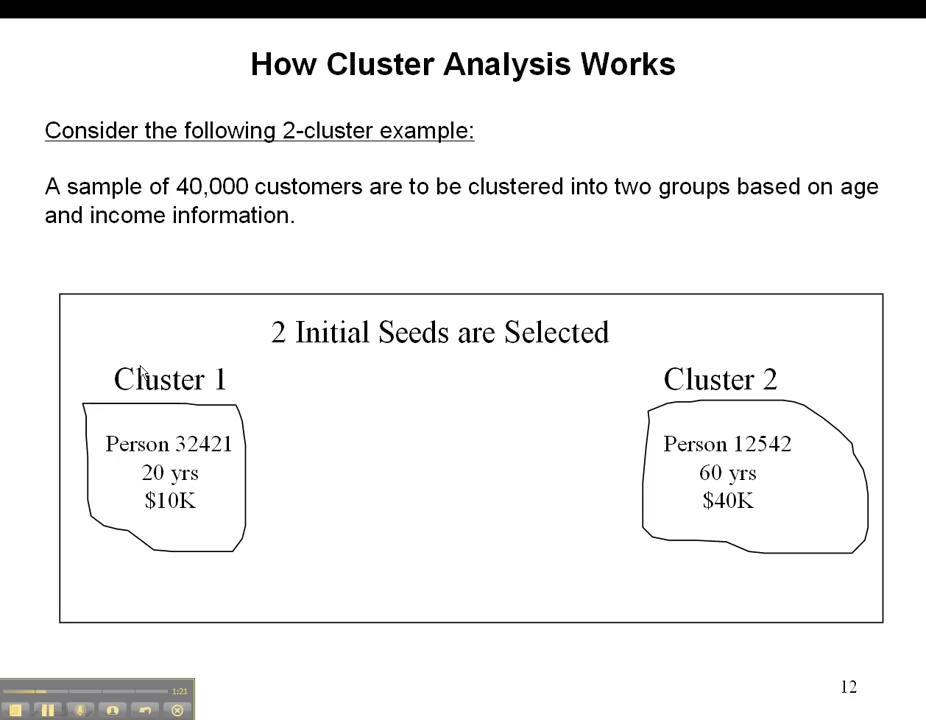 How Cluster Analysis Works
Consider the following 2-cluster example:
A sample of 40,000 customers are to be clustered into two groups based on age
and income information.
2 Initial Seeds are Selected
Cluster 1
Person 32421
20 yrs
$10K
Cluster 2
Person 12542
60 yrs
$40K
12
1:21